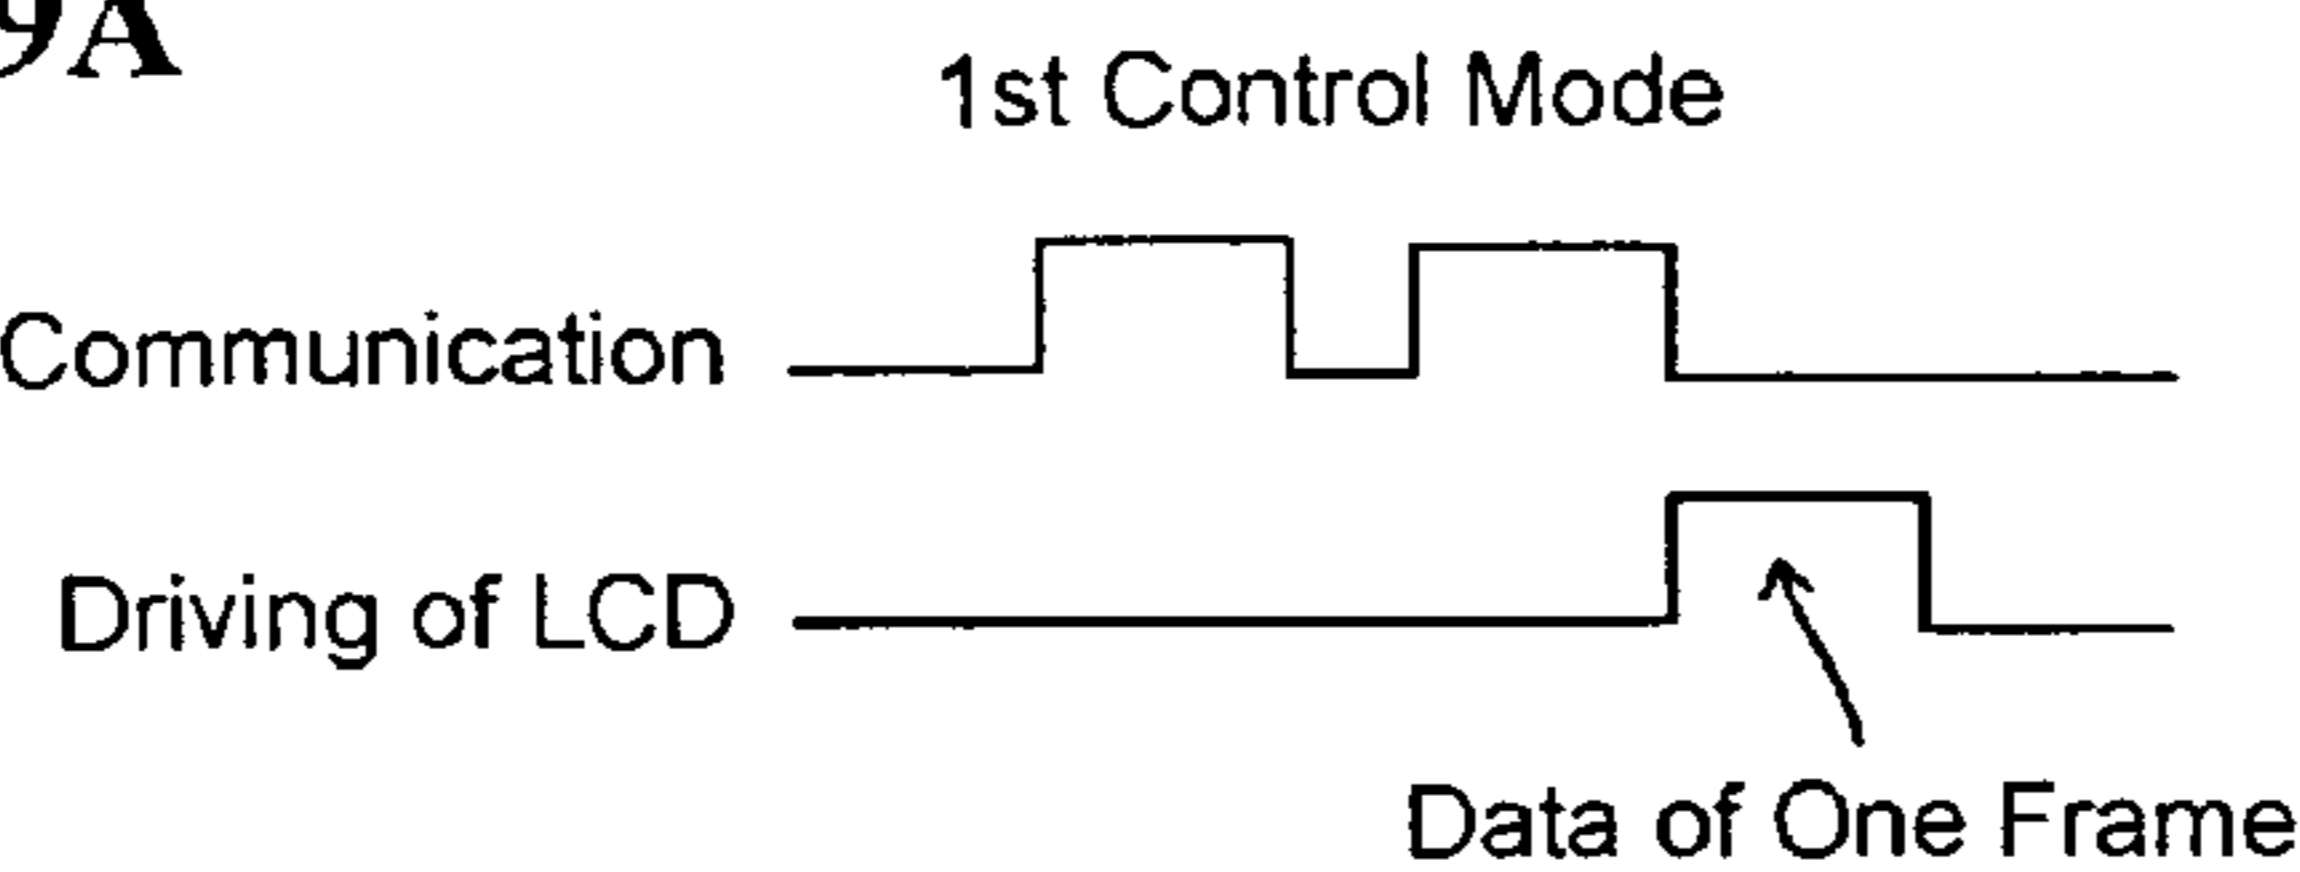 9A
1st Control Mode
Communication
Driving of LCD
Data of One Frame